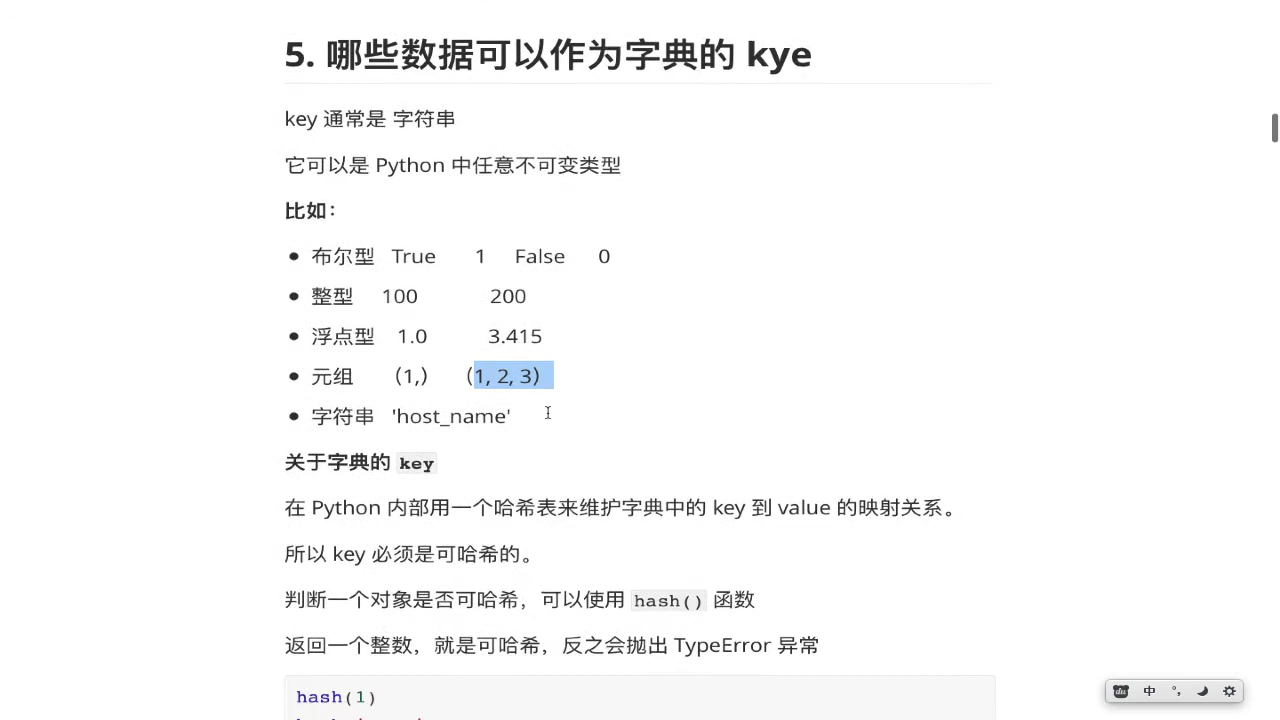 5. 哪些数据可以作为字典的 kye
key 通常是 字符串
它可以是 Python 中任意不可变类型
比如：
• 布尔型 True 1 False 0
• 整型 100 200
• 浮点型 1.0 3.415
• 元组 （1,） （1, 2, 3）
• 字符串 'host_name'
关于字典的 key
在 Python 内部用一个哈希表来维护字典中的 key 到 value 的映射关系。
所以 key 必须是可哈希的。
判断一个对象是否可哈希，可以使用 hash() 函数
返回一个整数，就是可哈希，反之会抛出 TypeError 异常
du 中 °,
hash(1)